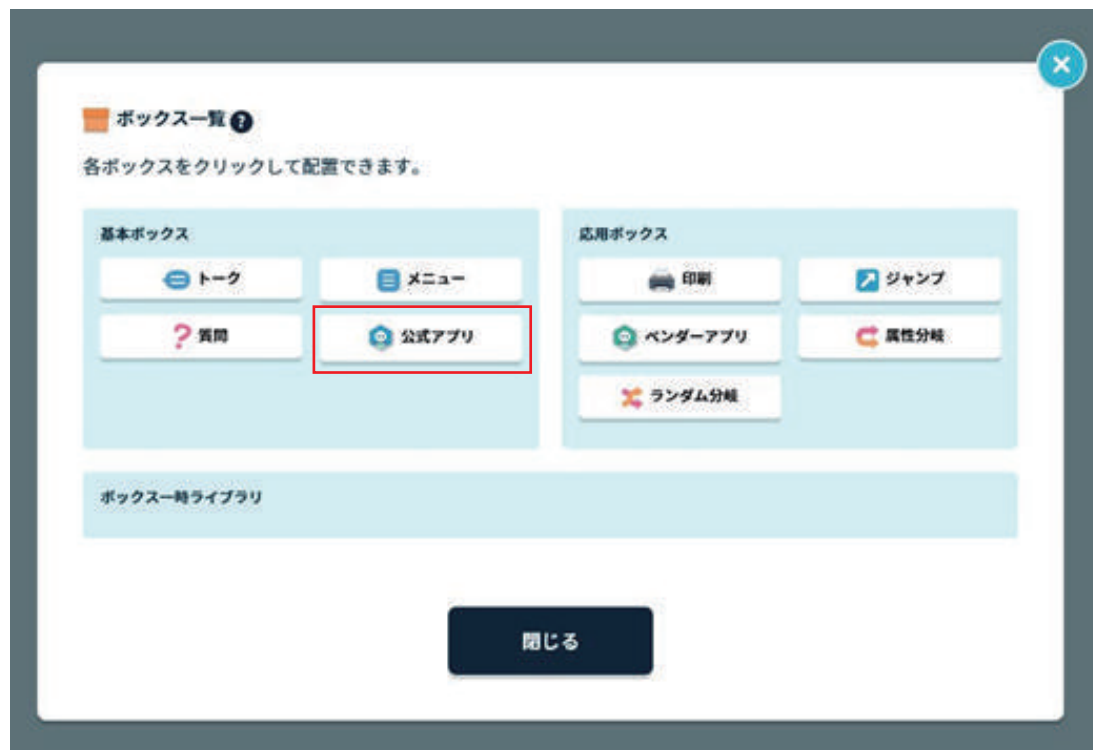 ボックス一覧 ?
各ボックスをクリックして配置できます。
基本ボックス
トーク
メニュー
? 質問
公式アプリ
応用ボックス
印刷
ジャンプ
ベンダーアプリ
属性分岐
ランダム分岐
ボックス一時ライブラリ
閉じる